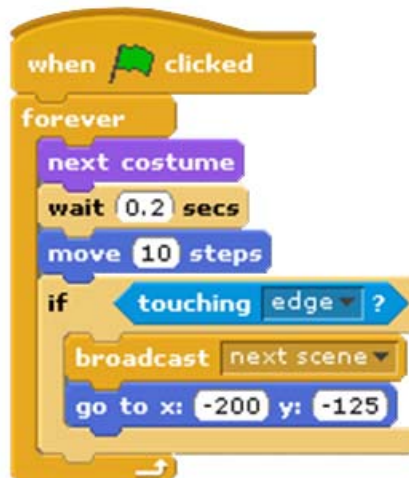 when clicked
forever
next costume
wait 0.2 secs
move 10 steps
if touching edge ?
broadcast next scene
go to x: -200 y: -125